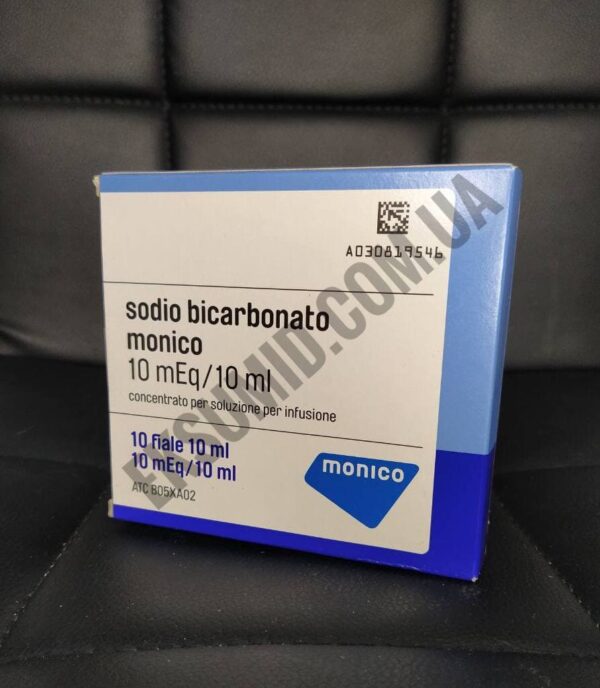 A030819546
sodio bicarbonato
monico
10 mEq/10 ml
concentrato per soluzione per infusione
10 fiale 10 ml
10 mEq/10 ml
ATC B05XA02
monico
EKSUMID.COM.UA